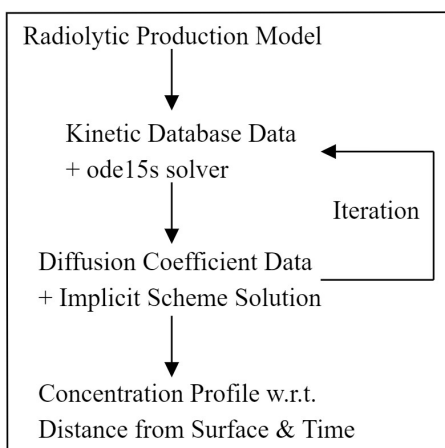 Radiolytic Production Model
Kinetic Database Data
+ ode15s solver
Iteration
Diffusion Coefficient Data
+ Implicit Scheme Solution
Concentration Profile w.r.t.
Distance from Surface & Time